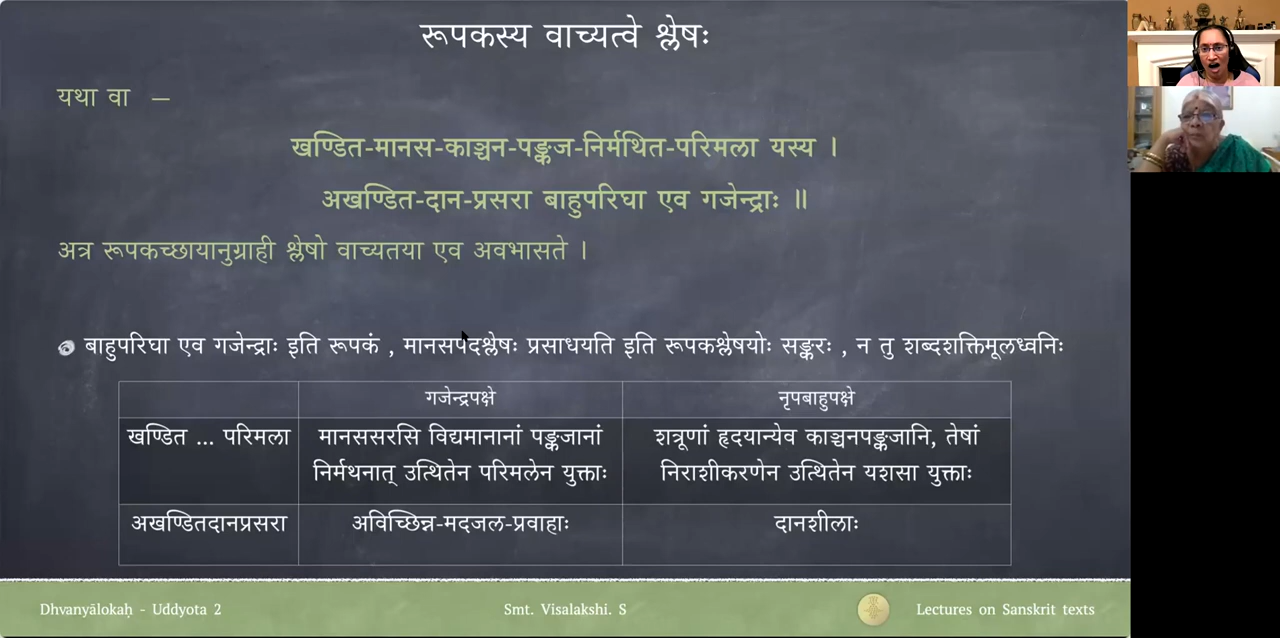 रूपकस्य वाच्यत्वे श्लेषः
यथा वा –
खण्डित-मानस-काञ्चन-पङ्कज-निर्मथित-परिमला यस्य ।
अखण्डित-दान-प्रसरा बाहुपरिघा एव गजेन्द्राः ॥
अत्र रूपकच्छायानुग्राही श्लेषो वाच्यतया एव अवभासते ।
बाहुपरिघा एव गजेन्द्राः इति रूपकं , मानसपदश्लेषः प्रसाधयति इति रूपकश्लेषयोः सङ्करः , न तु शब्दशक्तिमूलध्वनिः
गजेन्द्रपक्षे नृपबाहुपक्षे
खण्डित ... परिमला मानससरसि विद्यमानानां पङ्कजानां शत्रूणां हृदयान्येव काञ्चनपङ्कजानि, तेषां
निर्मथनात् उत्थितेन परिमलेन युक्ताः निराशीकरणेन उत्थितेन यशसा युक्ताः
अखण्डितदानप्रसरा अविच्छिन्न-मदजल-प्रवाहाः दानशीलाः
Dhvanyālokaḥ - Uddyota 2 Smt. Visalakshi. S Lectures on Sanskrit texts